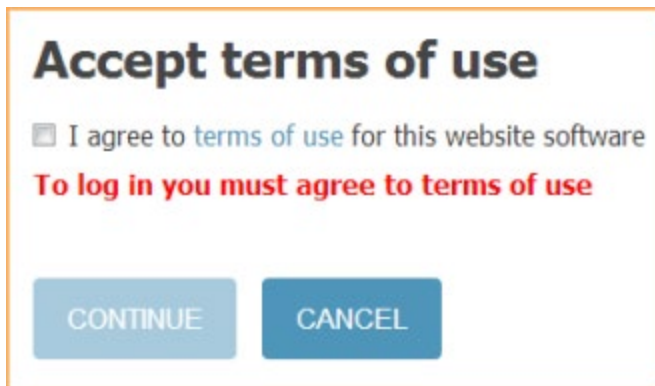 Accept terms of use
I agree to terms of use for this website software
To log in you must agree to terms of use
CONTINUE CANCEL